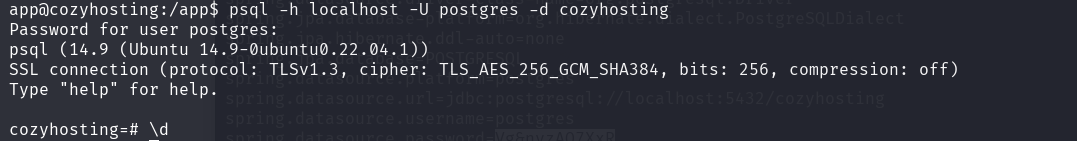 app@cozyhosting:/app$ psql -h localhost -U postgres -d cozyhosting
Password for user postgres:
psql (14.9 (Ubuntu 14.9-0ubuntu0.22.04.1))
SSL connection (protocol: TLSv1.3, cipher: TLS_AES_256_GCM_SHA384, bits: 256, compression: off)
Type "help" for help.
spring.datasource.url=jdbc:postgresql://localhost:5432/cozyhosting
spring.datasource.username=postgres
cozyhosting=# \d